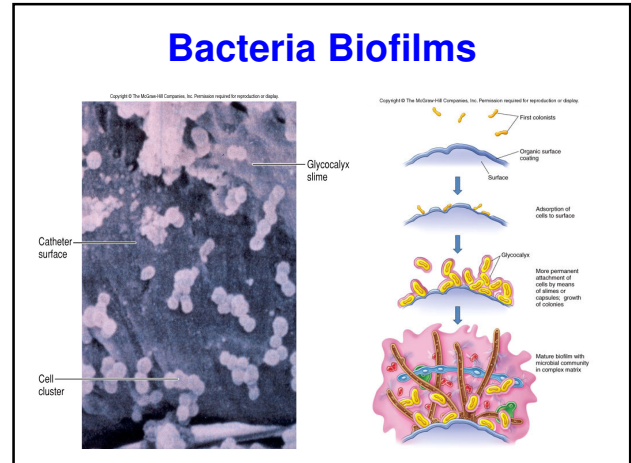 Bacteria Biofilms
Copyright © The McGraw-Hill Companies, Inc. Permission required for reproduction or display.
Glycocalyx
slime
Catheter
surface
Cell
cluster
Copyright © The McGraw-Hill Companies, Inc. Permission required for reproduction or display.
First colonists
Organic surface
coating
Surface
Adsorption of
cells to surface
Glycocalyx
More permanent
attachment of
cells by means
of slimes or
capsules; growth
of colonies
Mature biofilm with
microbial community
in complex matrix